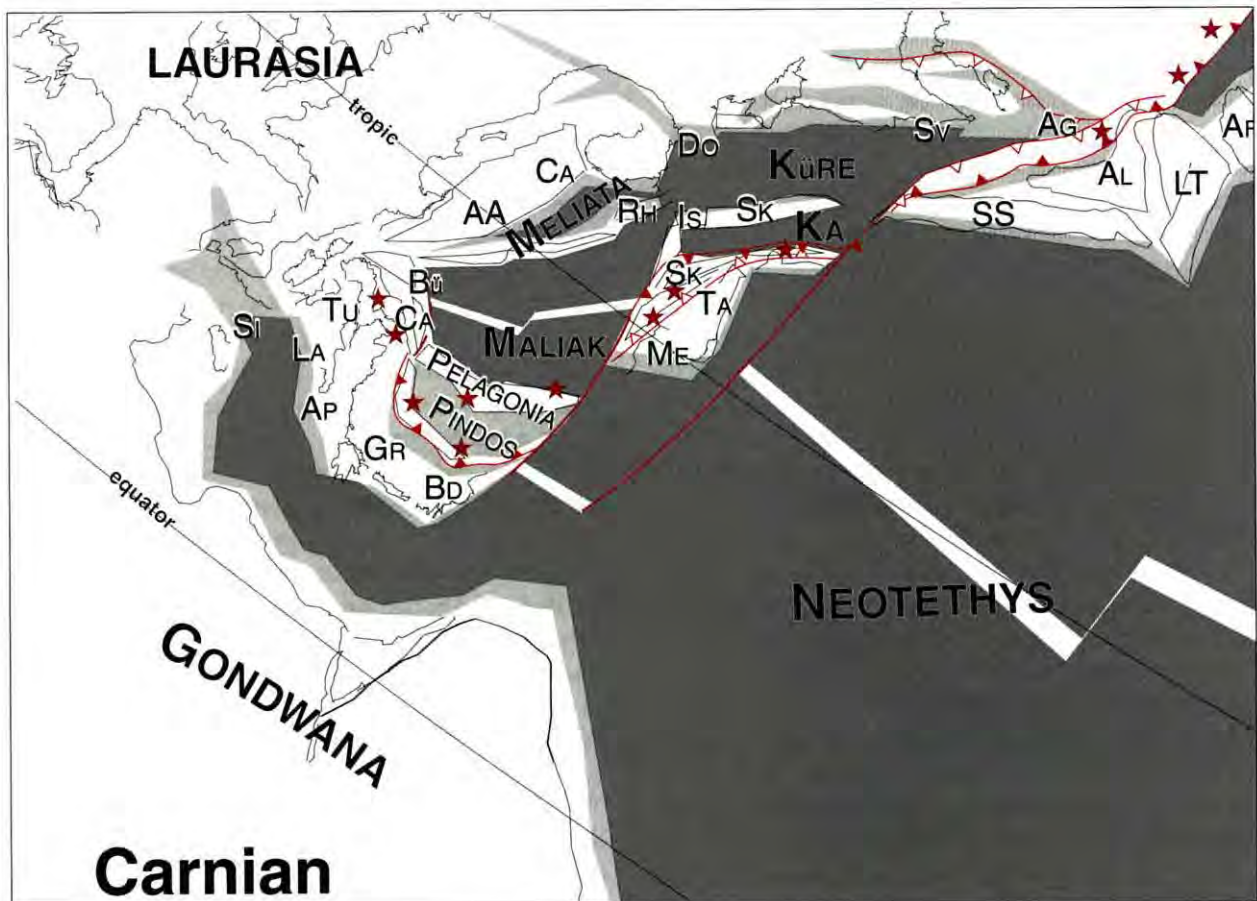 LAURASIA
tropic
CA
DO
KÜRE
SV
AG
AL
LT
AA
MELIATA
RH
IS
SK
KA
SS
SI
TU
BÜ
CA
SK
TA
LA
MALIAK
ME
PELAGONIA
AP
PINDOS
GR
BD
equator
NEOTETHYS
GONDWANA
Carnian